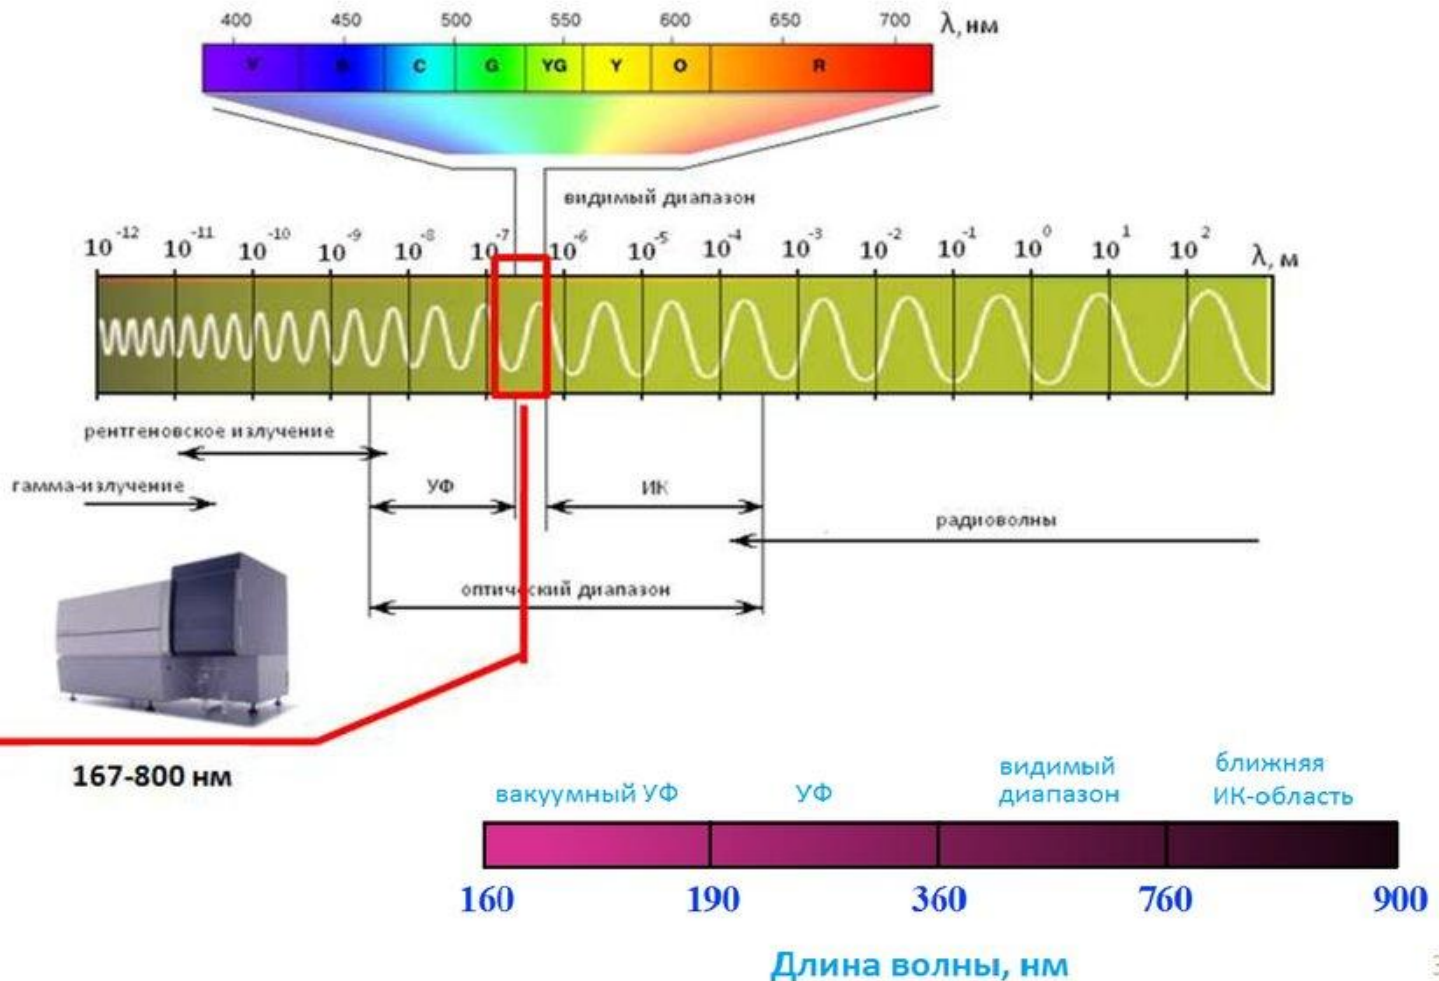 400 450 500 550 600 650 700 λ, нм
V B C G YG Y O R
видимый диапазон
10⁻¹² 10⁻¹¹ 10⁻¹⁰ 10⁻⁹ 10⁻⁸ 10⁻⁷ 10⁻⁶ 10⁻⁵ 10⁻⁴ 10⁻³ 10⁻² 10⁻¹ 10⁰ 10¹ 10² λ, м
рентгеновское излучение
гамма-излучение
УФ
ИК
радиоволны
оптический диапазон
167-800 нм
вакуумный УФ
УФ
видимый
диапазон
ближняя
ИК-область
160 190 360 760 900
Длина волны, нм